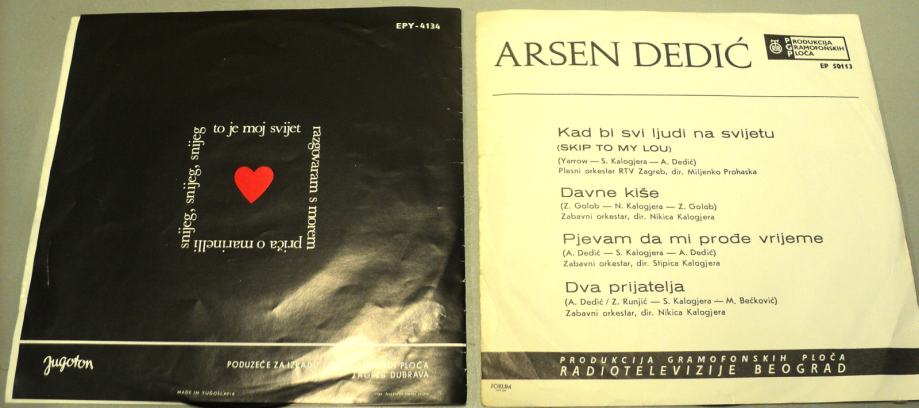 EPY-4134
to je moj svijet
razgovaram s morem
priča o marinelli
snijeg, snijeg, snijeg
Jugoton
PODUZEĆE ZA IZRADU PLOČA
ZAGREB DUBRAVA
MADE IN YUGOSLAVIA
ARSEN DEDIĆ
PGP
PRODUKCIJA
GRAMOFONSKIH
PLOČA
EP 50113
Kad bi svi ljudi na svijetu
(SKIP TO MY LOU)
(Yarrow — S. Kalogjera — A. Dedić)
Plesni orkestar RTV Zagreb, dir. Miljenko Prohaska
Davne kiše
(Z. Golob — N. Kalogjera — Z. Golob)
Zabavni orkestar, dir. Nikica Kalogjera
Pjevam da mi prođe vrijeme
(A. Dedić — S. Kalogjera — A. Dedić)
Zabavni orkestar, dir. Stipica Kalogjera
Dva prijatelja
(A. Dedić / Z. Runjić — S. Kalogjera — M. Bečković)
Zabavni orkestar, dir. Nikica Kalogjera
PRODUKCIJA GRAMOFONSKIH PLOČA
RADIOTELEVIZIJE BEOGRAD
FORUM